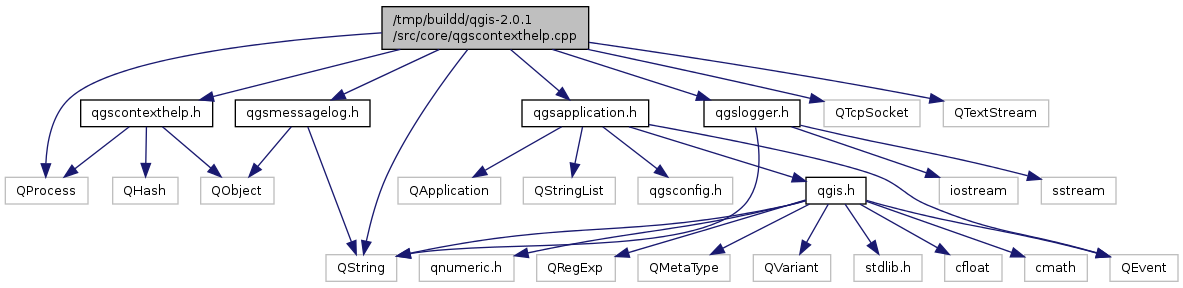 /tmp/buildd/qgis-2.0.1
/src/core/qgscontexthelp.cpp
qgscontexthelp.h
qgsmessagelog.h
qgsapplication.h
qgslogger.h
QTcpSocket
QTextStream
QProcess
QHash
QObject
QApplication
QStringList
qgsconfig.h
qgis.h
iostream
sstream
QString
qnumeric.h
QRegExp
QMetaType
QVariant
stdlib.h
cfloat
cmath
QEvent